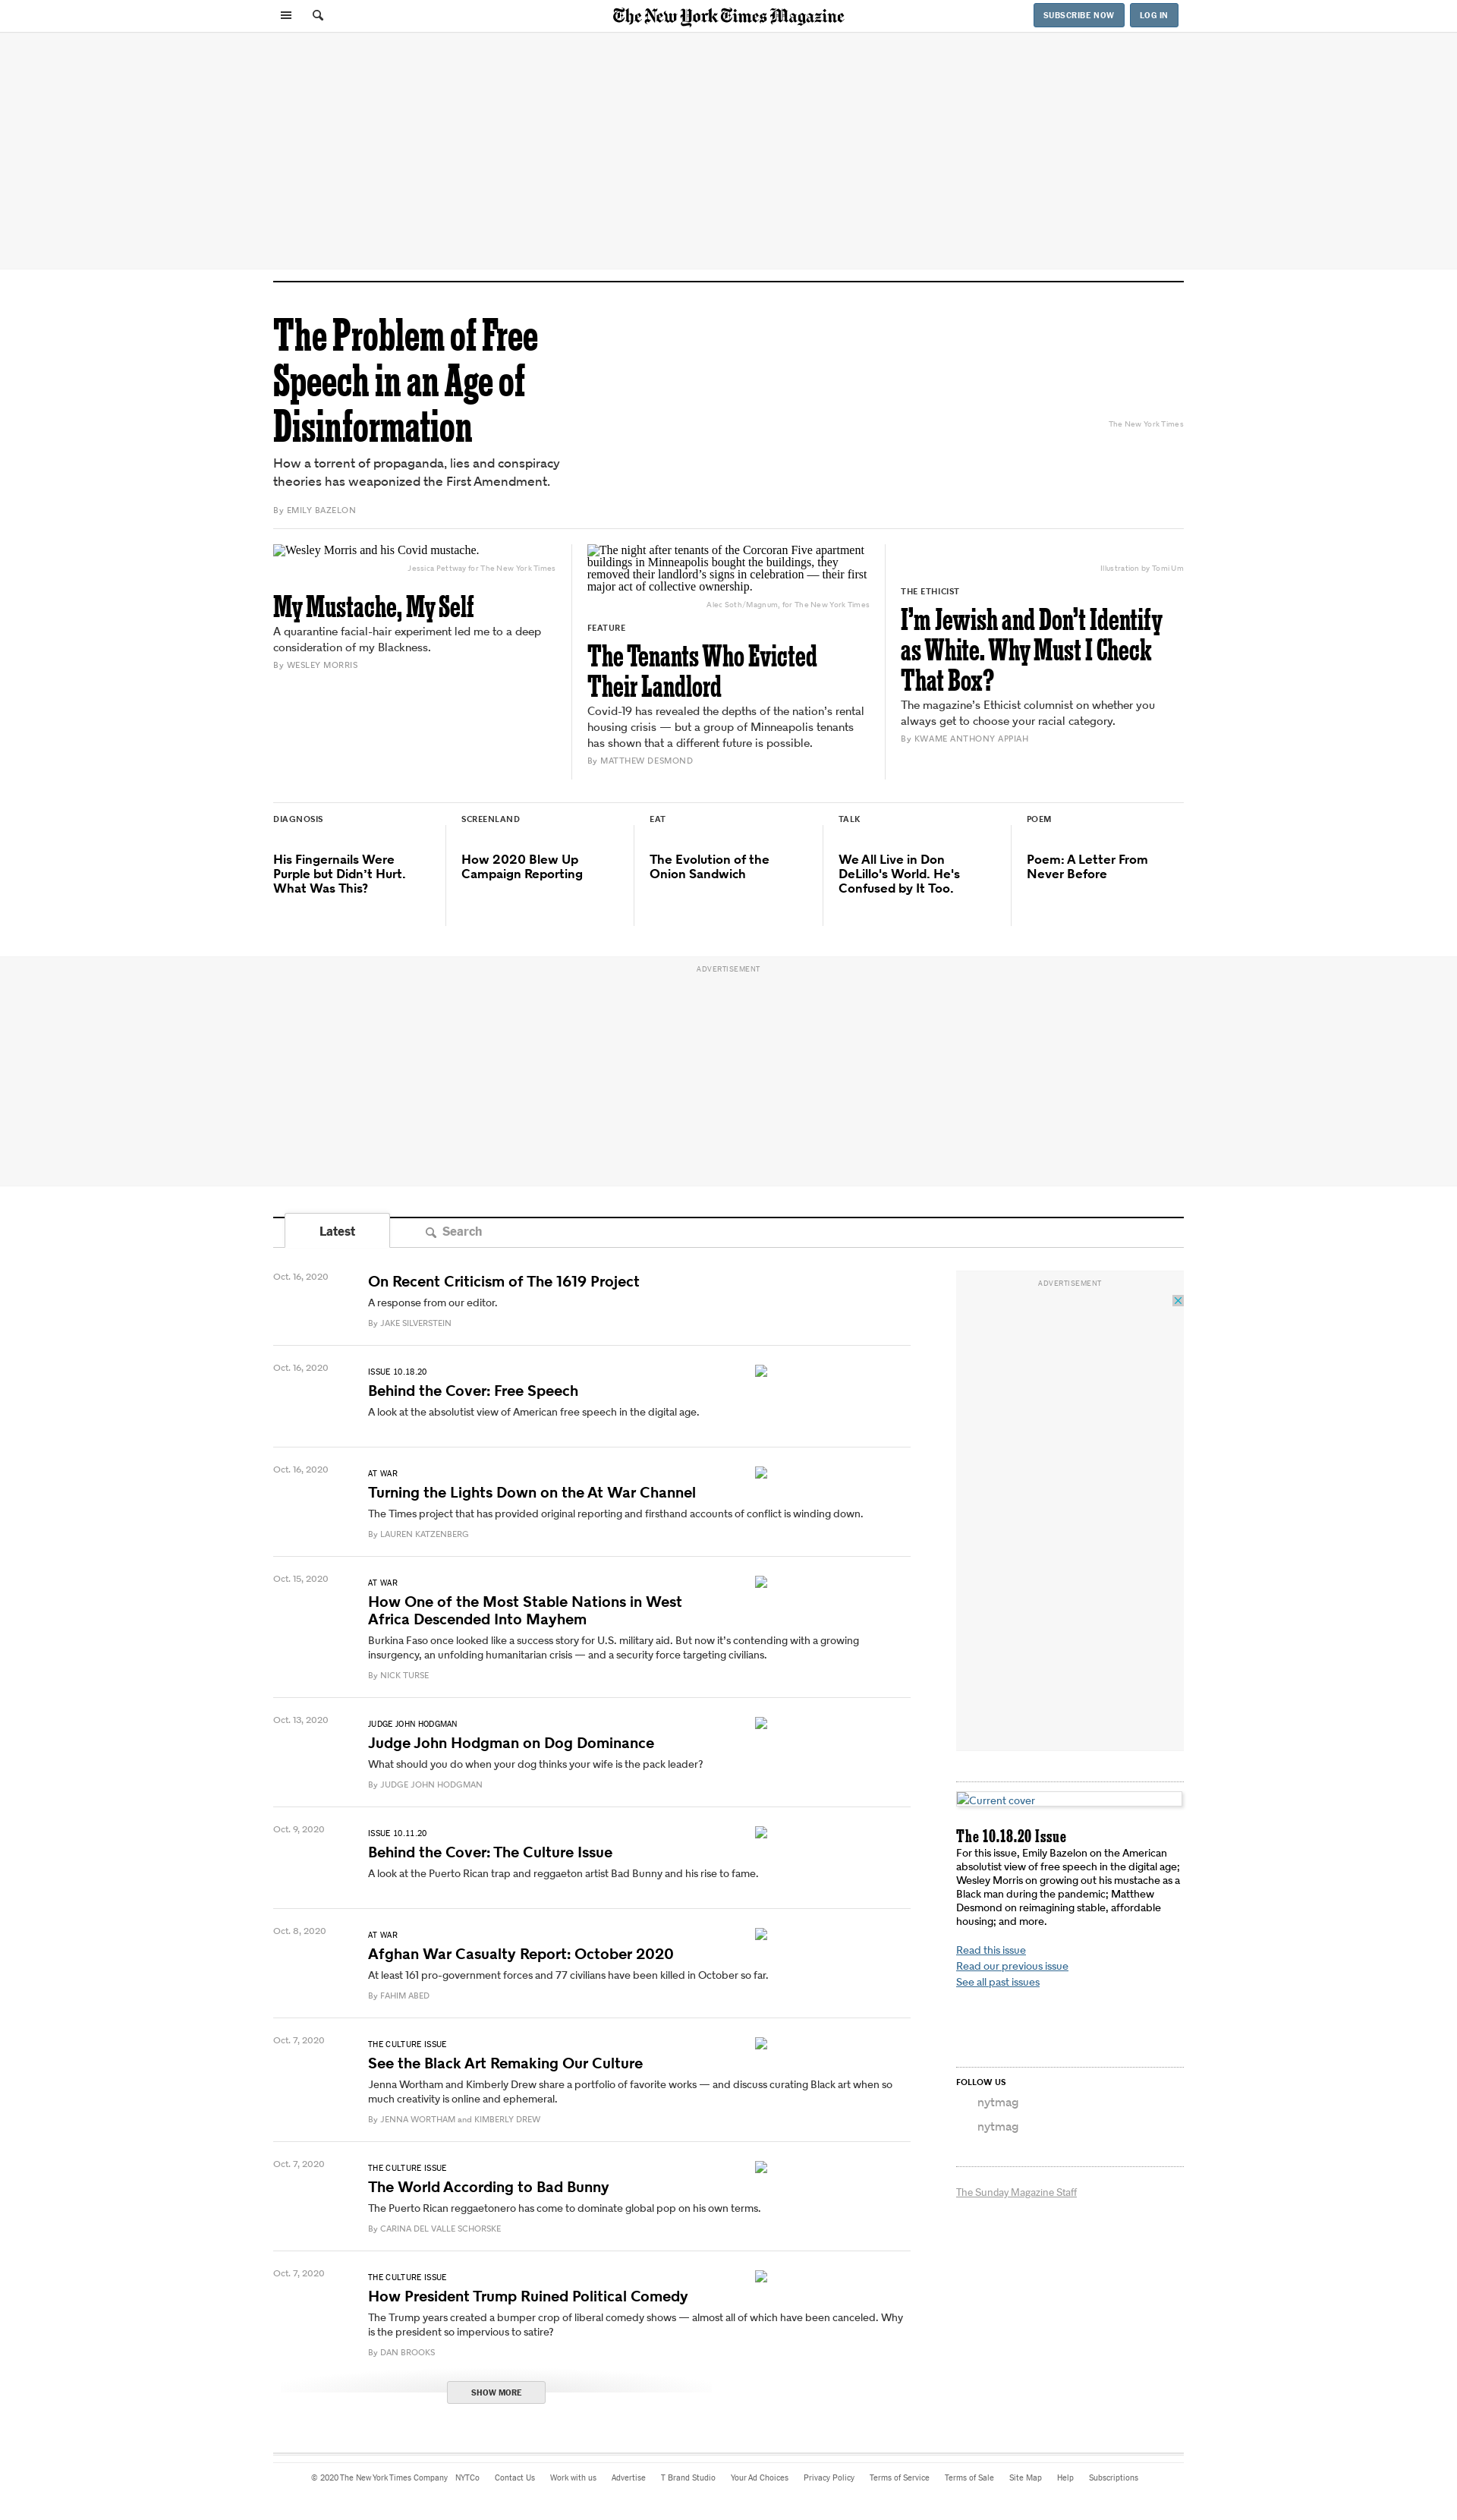 The New York Times Magazine
SUBSCRIBE NOW
LOG IN
The Problem of Free
Speech in an Age of
Disinformation
How a torrent of propaganda, lies and conspiracy
theories has weaponized the First Amendment.
By EMILY BAZELON
The New York Times
Wesley Morris and his Covid mustache.
Jessica Pettway for The New York Times
My Mustache, My Self
A quarantine facial-hair experiment led me to a deep
consideration of my Blackness.
By WESLEY MORRIS
The night after tenants of the Corcoran Five apartment
buildings in Minneapolis bought the buildings, they
removed their landlord’s signs in celebration — their first
major act of collective ownership.
Alec Soth/Magnum, for The New York Times
FEATURE
The Tenants Who Evicted
Their Landlord
Covid-19 has revealed the depths of the nation’s rental
housing crisis — but a group of Minneapolis tenants
has shown that a different future is possible.
By MATTHEW DESMOND
Illustration by Tomi Um
THE ETHICIST
I’m Jewish and Don’t Identify
as White. Why Must I Check
That Box?
The magazine’s Ethicist columnist on whether you
always get to choose your racial category.
By KWAME ANTHONY APPIAH
DIAGNOSIS
His Fingernails Were
Purple but Didn’t Hurt.
What Was This?
SCREENLAND
How 2020 Blew Up
Campaign Reporting
EAT
The Evolution of the
Onion Sandwich
TALK
We All Live in Don
DeLillo's World. He's
Confused by It Too.
POEM
Poem: A Letter From
Never Before
ADVERTISEMENT
Latest
Search
Oct. 16, 2020
On Recent Criticism of The 1619 Project
A response from our editor.
By JAKE SILVERSTEIN
Oct. 16, 2020
ISSUE 10.18.20
Behind the Cover: Free Speech
A look at the absolutist view of American free speech in the digital age.
Oct. 16, 2020
AT WAR
Turning the Lights Down on the At War Channel
The Times project that has provided original reporting and firsthand accounts of conflict is winding down.
By LAUREN KATZENBERG
Oct. 15, 2020
AT WAR
How One of the Most Stable Nations in West
Africa Descended Into Mayhem
Burkina Faso once looked like a success story for U.S. military aid. But now it’s contending with a growing
insurgency, an unfolding humanitarian crisis — and a security force targeting civilians.
By NICK TURSE
Oct. 13, 2020
JUDGE JOHN HODGMAN
Judge John Hodgman on Dog Dominance
What should you do when your dog thinks your wife is the pack leader?
By JUDGE JOHN HODGMAN
Oct. 9, 2020
ISSUE 10.11.20
Behind the Cover: The Culture Issue
A look at the Puerto Rican trap and reggaeton artist Bad Bunny and his rise to fame.
Oct. 8, 2020
AT WAR
Afghan War Casualty Report: October 2020
At least 161 pro-government forces and 77 civilians have been killed in October so far.
By FAHIM ABED
Oct. 7, 2020
THE CULTURE ISSUE
See the Black Art Remaking Our Culture
Jenna Wortham and Kimberly Drew share a portfolio of favorite works — and discuss curating Black art when so
much creativity is online and ephemeral.
By JENNA WORTHAM and KIMBERLY DREW
Oct. 7, 2020
THE CULTURE ISSUE
The World According to Bad Bunny
The Puerto Rican reggaetonero has come to dominate global pop on his own terms.
By CARINA DEL VALLE SCHORSKE
Oct. 7, 2020
THE CULTURE ISSUE
How President Trump Ruined Political Comedy
The Trump years created a bumper crop of liberal comedy shows — almost all of which have been canceled. Why
is the president so impervious to satire?
By DAN BROOKS
SHOW MORE
ADVERTISEMENT
Current cover
The 10.18.20 Issue
For this issue, Emily Bazelon on the American
absolutist view of free speech in the digital age;
Wesley Morris on growing out his mustache as a
Black man during the pandemic; Matthew
Desmond on reimagining stable, affordable
housing; and more.
Read this issue
Read our previous issue
See all past issues
FOLLOW US
nytmag
nytmag
The Sunday Magazine Staff
© 2020 The New York Times Company NYTCo Contact Us Work with us Advertise T Brand Studio Your Ad Choices Privacy Policy Terms of Service Terms of Sale Site Map Help Subscriptions